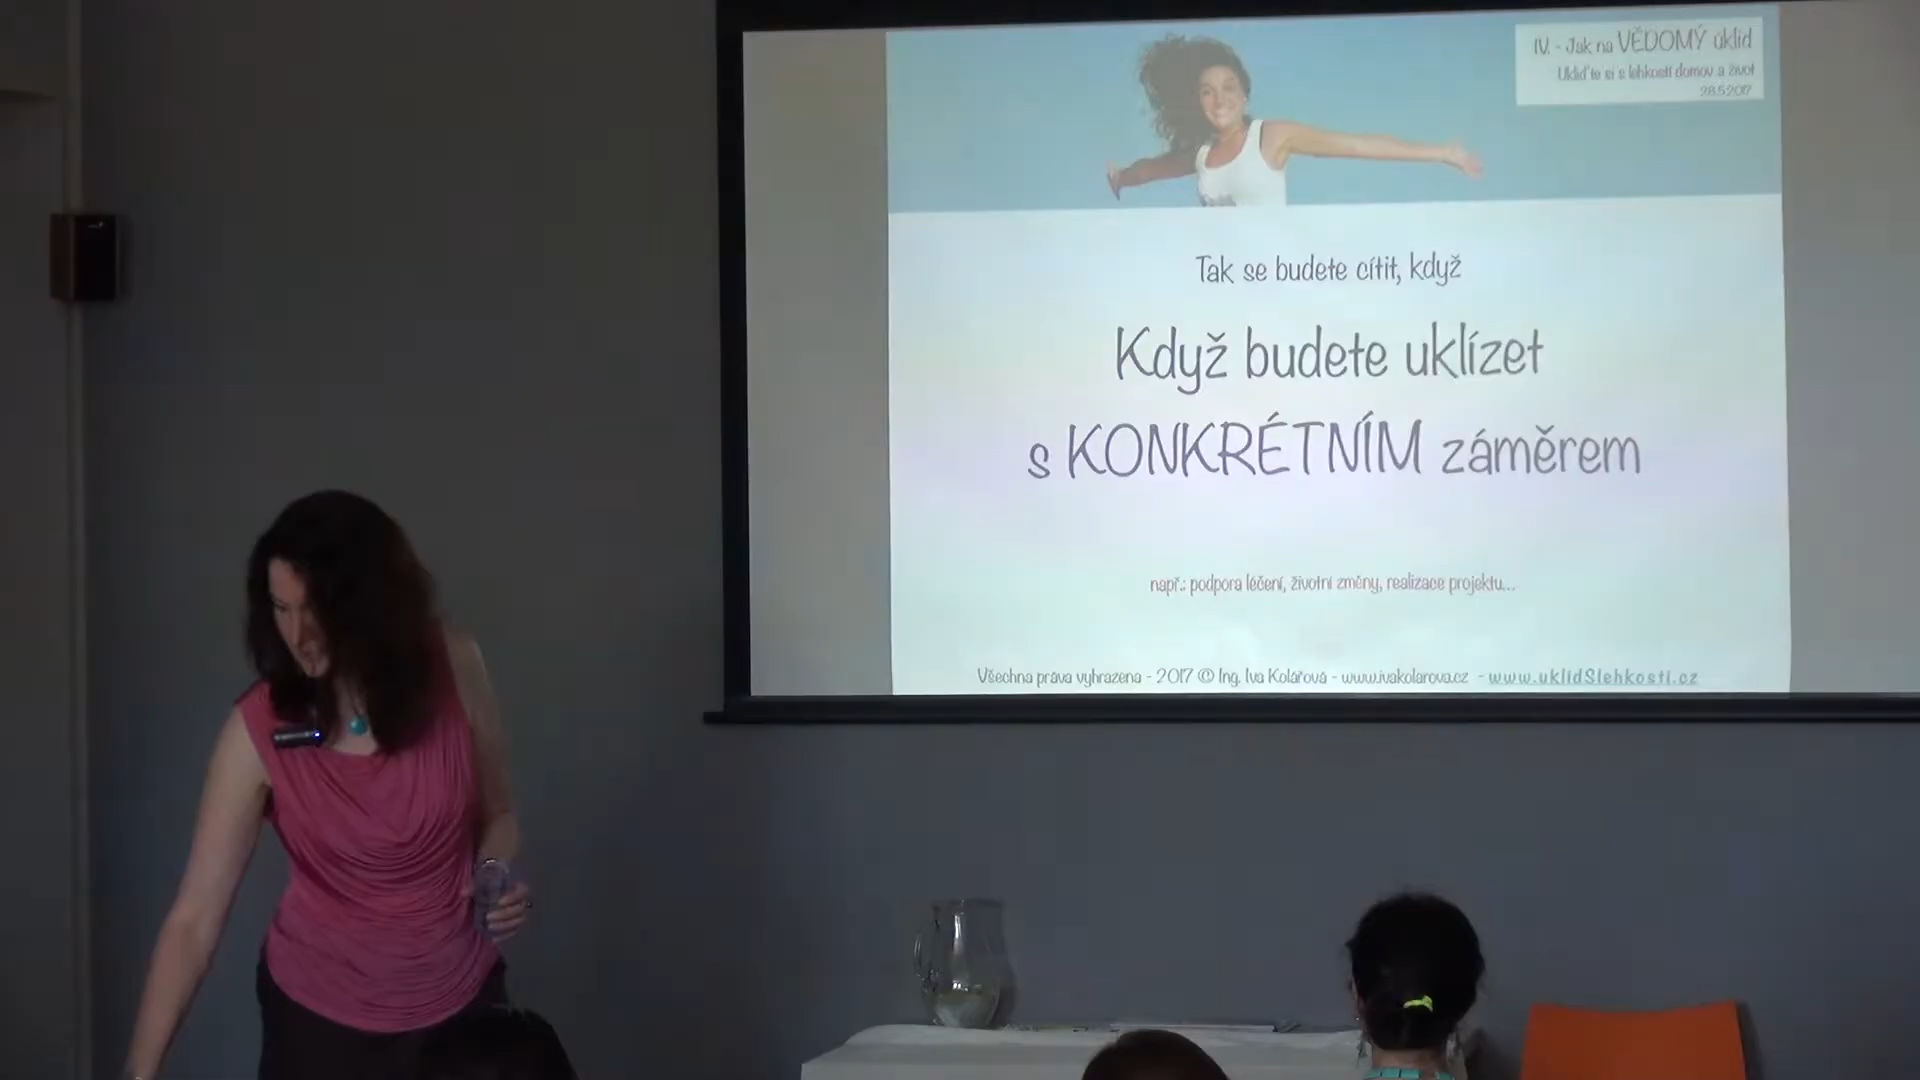 IV. - Jak na VĚDOMÝ úklid
Ukliďte si s lehkostí domov a život
28.5.2017
Tak se budete cítit, když
Když budete uklízet
s KONKRÉTNÍM záměrem
např.: podpora léčení, životní změny, realizace projektu...
Všechna práva vyhrazena - 2017 © Ing. Iva Kolařová - www.ivakolarova.cz - www.uklidSlehkosti.cz